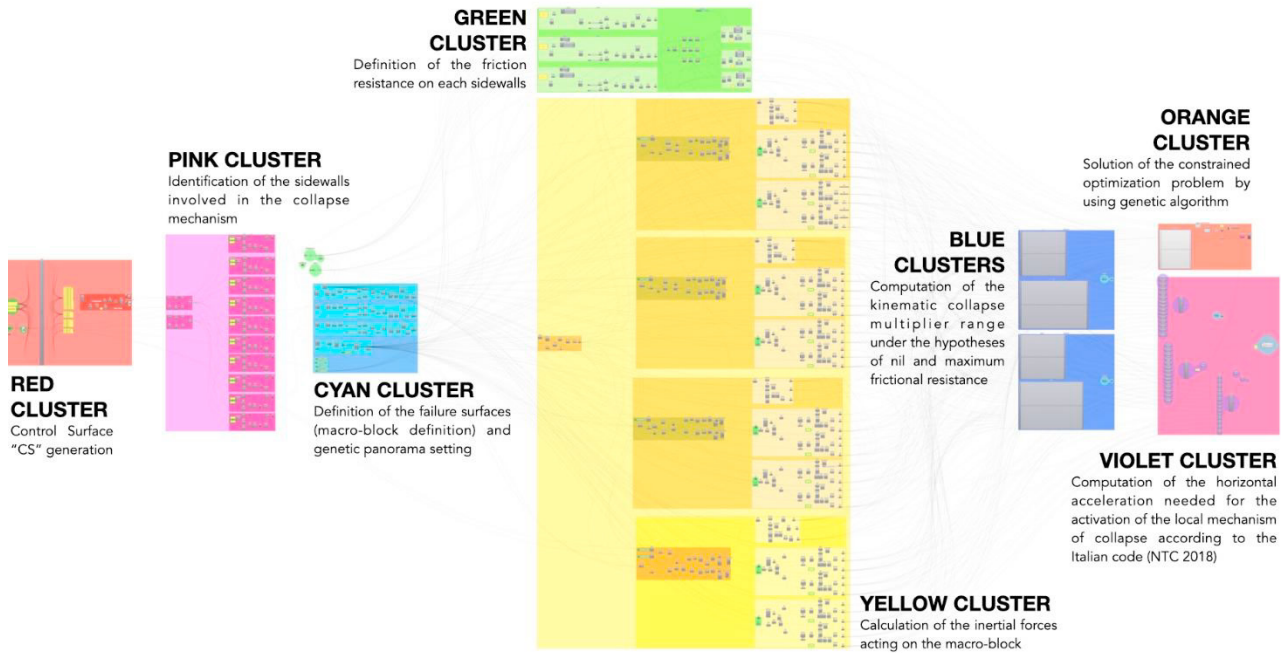 GREEN
CLUSTER
Definition of the friction
resistance on each sidewalls
PINK CLUSTER
Identification of the sidewalls
involved in the collapse
mechanism
RED
CLUSTER
Control Surface
"CS" generation
CYAN CLUSTER
Definition of the failure surfaces
(macro-block definition) and
genetic panorama setting
BLUE
CLUSTERS
Computation of the
kinematic collapse
multiplier range
under the hypotheses
of nil and maximum
frictional resistance
ORANGE
CLUSTER
Solution of the constrained
optimization problem by
using genetic algorithm
VIOLET CLUSTER
Computation of the horizontal
acceleration needed for the
activation of the local mechanism
of collapse according to the
Italian code (NTC 2018)
YELLOW CLUSTER
Calculation of the inertial forces
acting on the macro-block